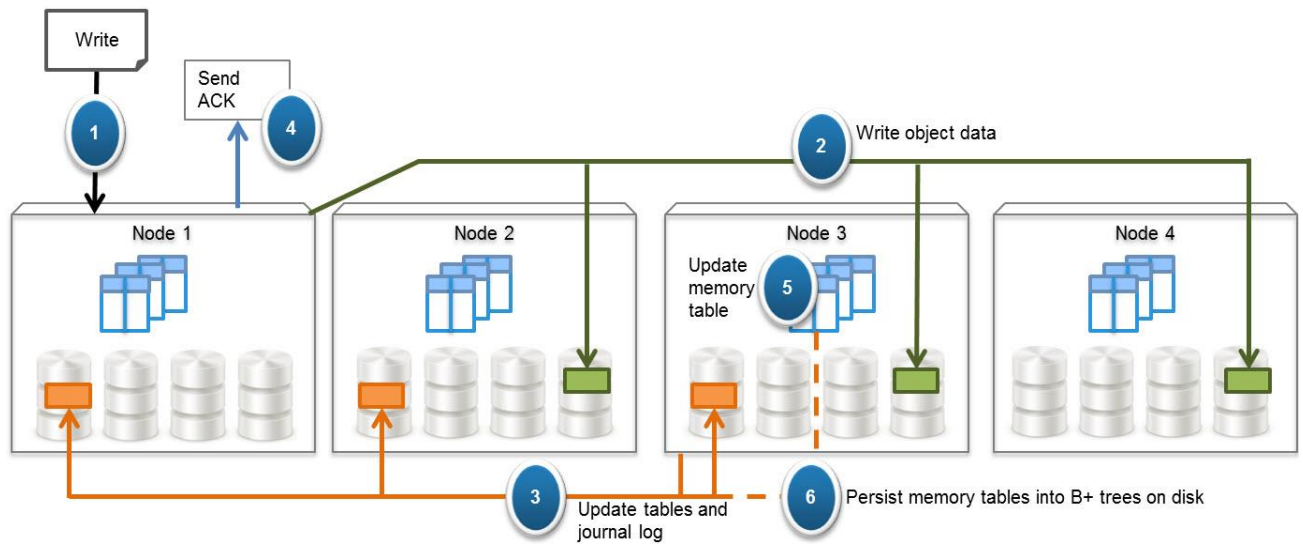 Write
Send
ACK
1
4
2
Write object data
Node 1
Node 2
Node 3
Node 4
Update
memory
table
5
3
Update tables and
journal log
6
Persist memory tables into B+ trees on disk